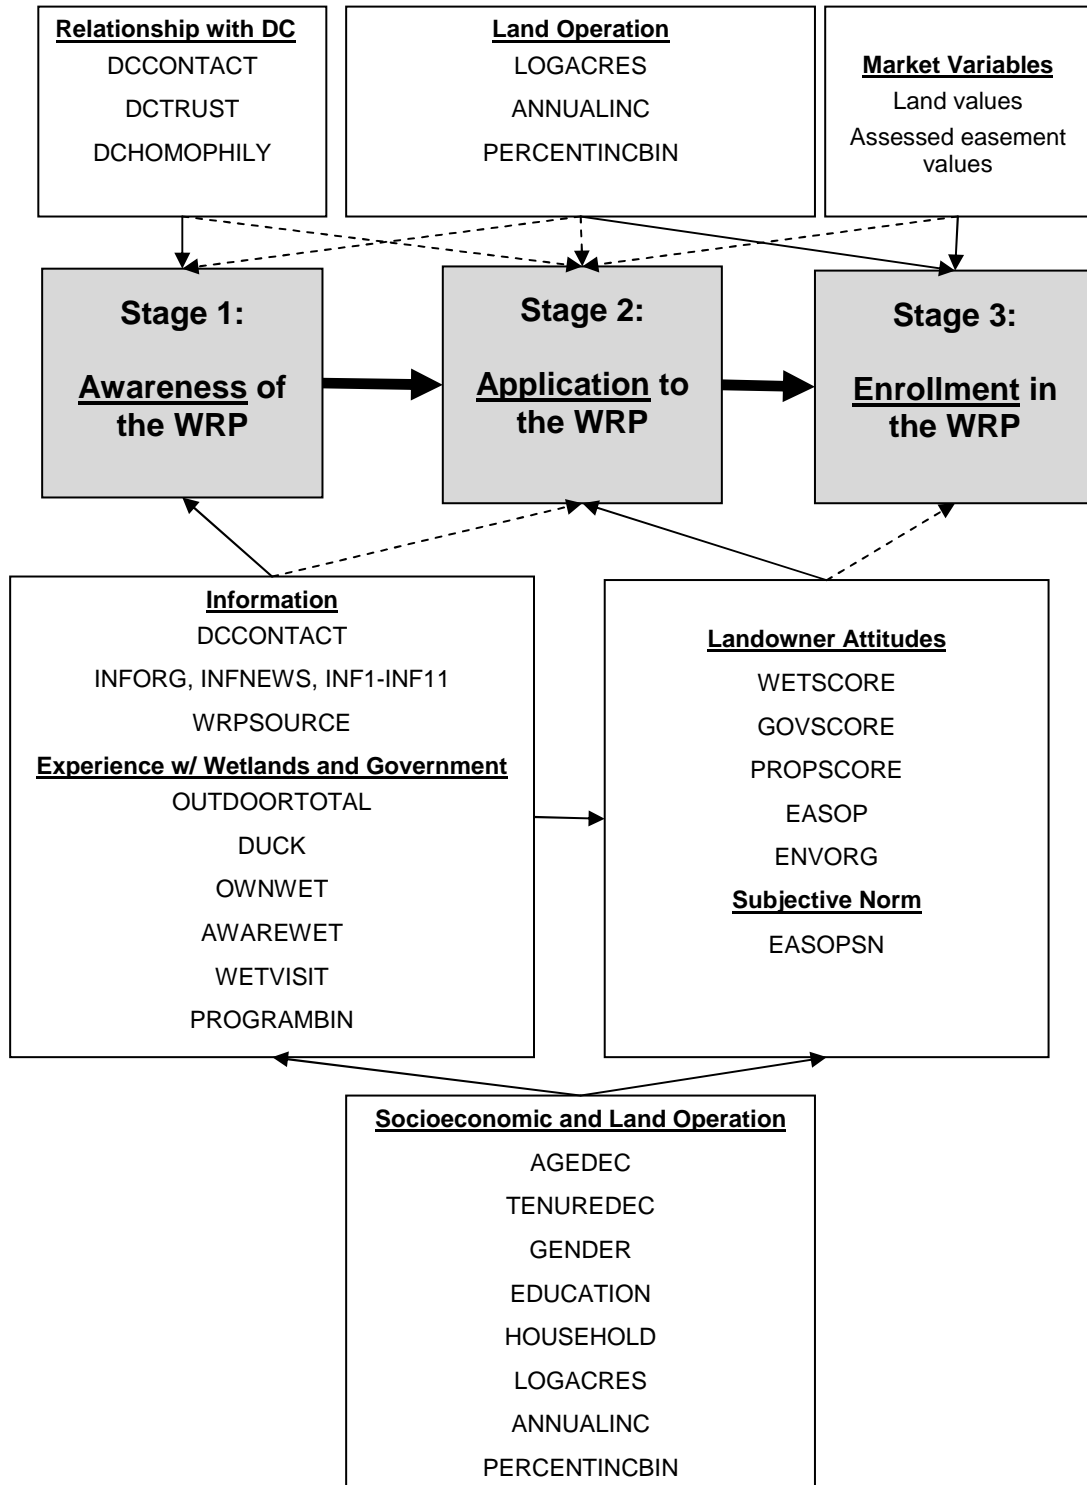 Relationship with DC
DCCONTACT
DCTRUST
DCHOMOPHILY
Land Operation
LOGACRES
ANNUALINC
PERCENTINCBIN
Market Variables
Land values
Assessed easement
values
Stage 1:
Awareness of
the WRP
Stage 2:
Application to
the WRP
Stage 3:
Enrollment in
the WRP
Information
DCCONTACT
INFORG, INFNEWS, INF1-INF11
WRPSOURCE
Experience w/ Wetlands and Government
OUTDOORTOTAL
DUCK
OWNWET
AWAREWET
WETVISIT
PROGRAMBIN
Landowner Attitudes
WETSCORE
GOVSCORE
PROPSCORE
EASOP
ENVORG
Subjective Norm
EASOPSN
Socioeconomic and Land Operation
AGEDEC
TENUREDEC
GENDER
EDUCATION
HOUSEHOLD
LOGACRES
ANNUALINC
PERCENTINCBIN